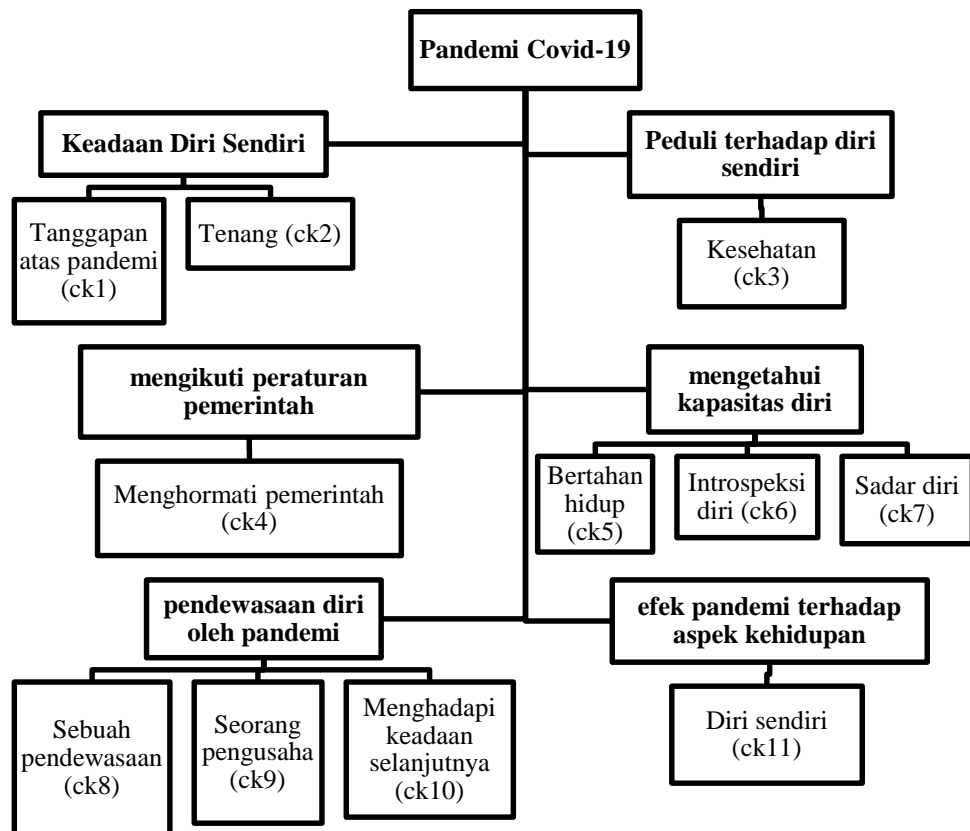 Pandemi Covid-19
Keadaan Diri Sendiri
Peduli terhadap diri
sendiri
Tanggapan
atas pandemi
(ck1)
Tenang (ck2)
Kesehatan
(ck3)
mengikuti peraturan
pemerintah
mengetahui
kapasitas diri
Menghormati pemerintah
(ck4)
Bertahan
hidup
(ck5)
Introspeksi
diri (ck6)
Sadar diri
(ck7)
pendewasaan diri
oleh pandemi
efek pandemi terhadap
aspek kehidupan
Sebuah
pendewasaan
(ck8)
Seorang
pengusaha
(ck9)
Menghadapi
keadaan
selanjutnya
(ck10)
Diri sendiri
(ck11)